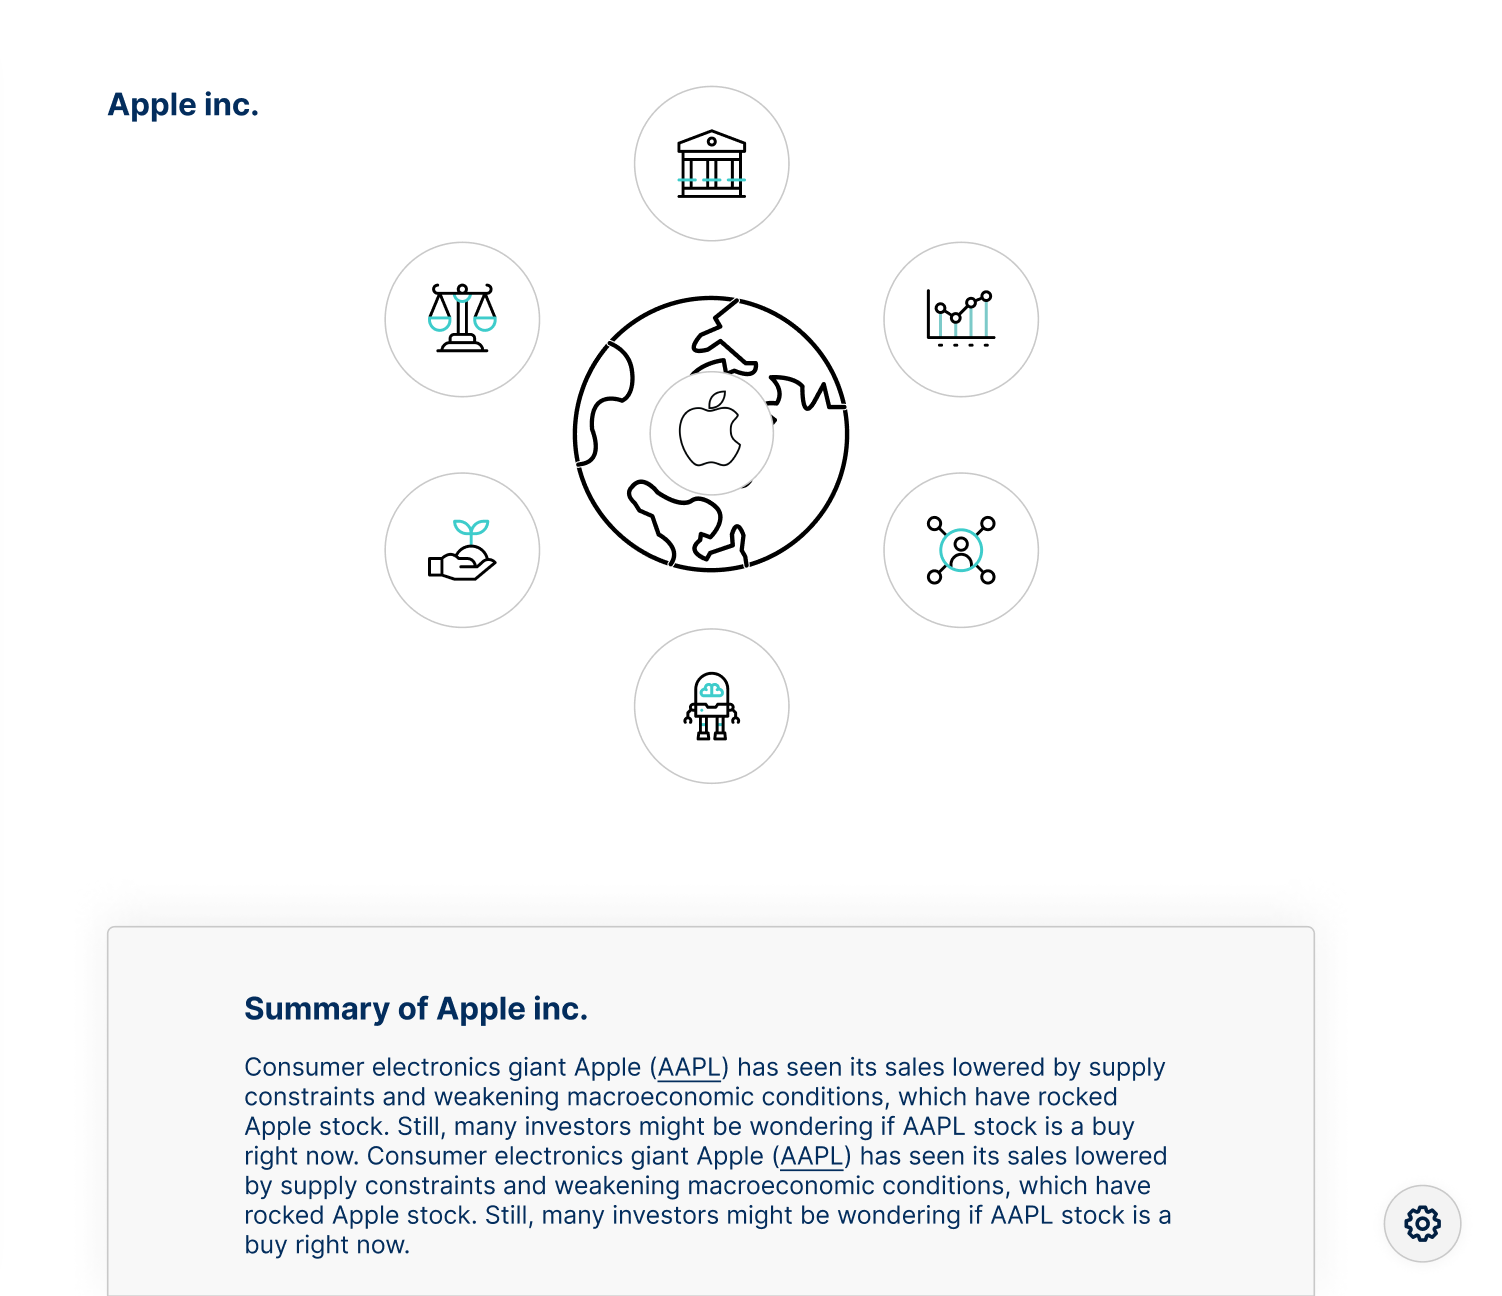 Apple inc.
Summary of Apple inc.
Consumer electronics giant Apple (AAPL) has seen its sales lowered by supply
constraints and weakening macroeconomic conditions, which have rocked
Apple stock. Still, many investors might be wondering if AAPL stock is a buy
right now. Consumer electronics giant Apple (AAPL) has seen its sales lowered
by supply constraints and weakening macroeconomic conditions, which have
rocked Apple stock. Still, many investors might be wondering if AAPL stock is a
buy right now.